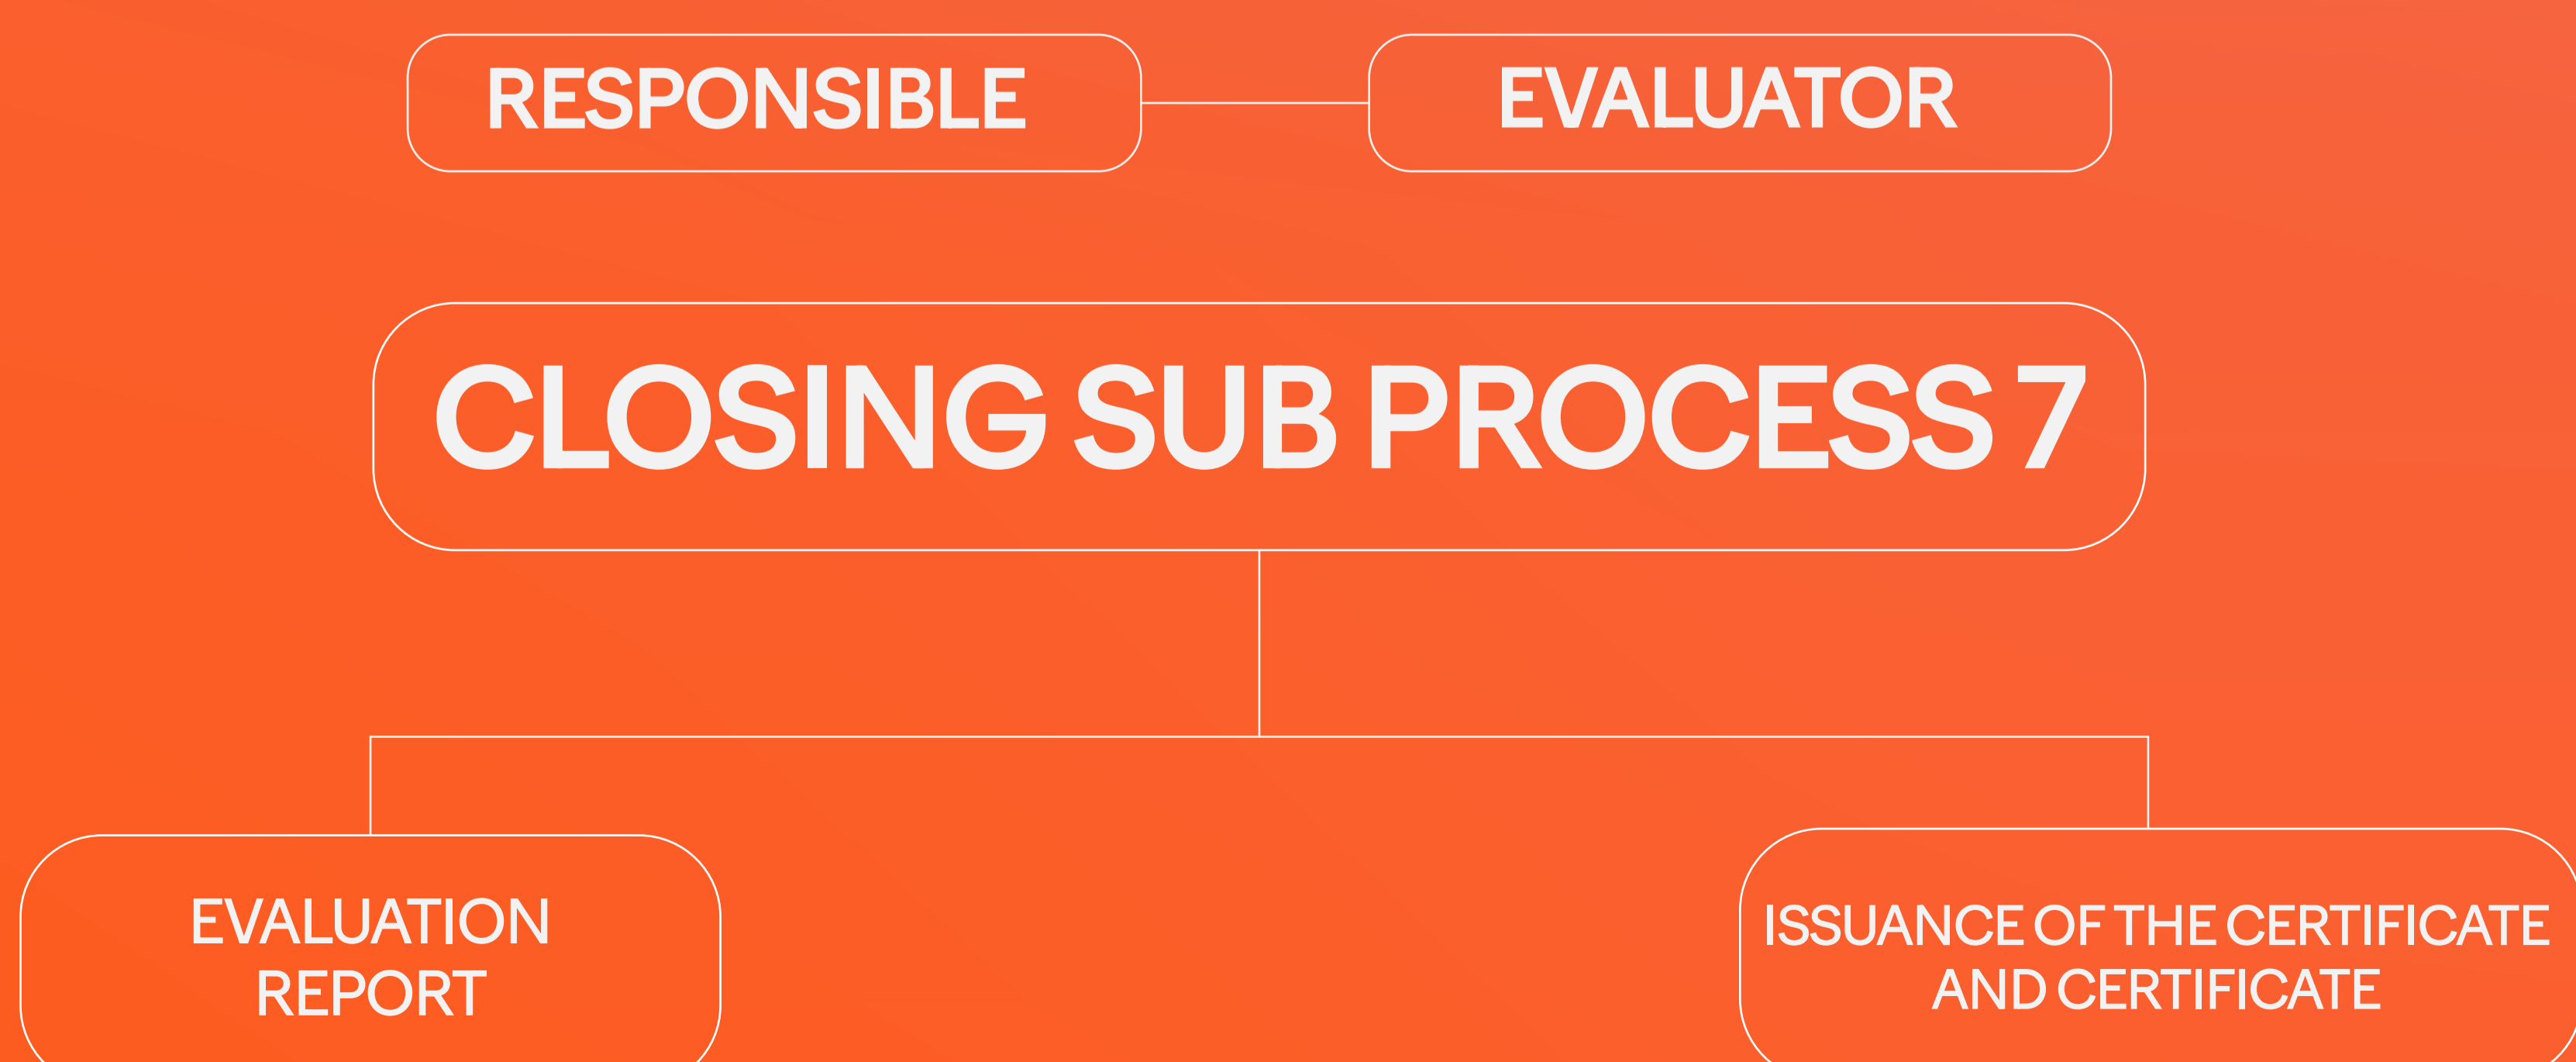 RESPONSIBLE
EVALUATOR
CLOSING SUB PROCESS 7
EVALUATION
REPORT
ISSUANCE OF THE CERTIFICATE
AND CERTIFICATE